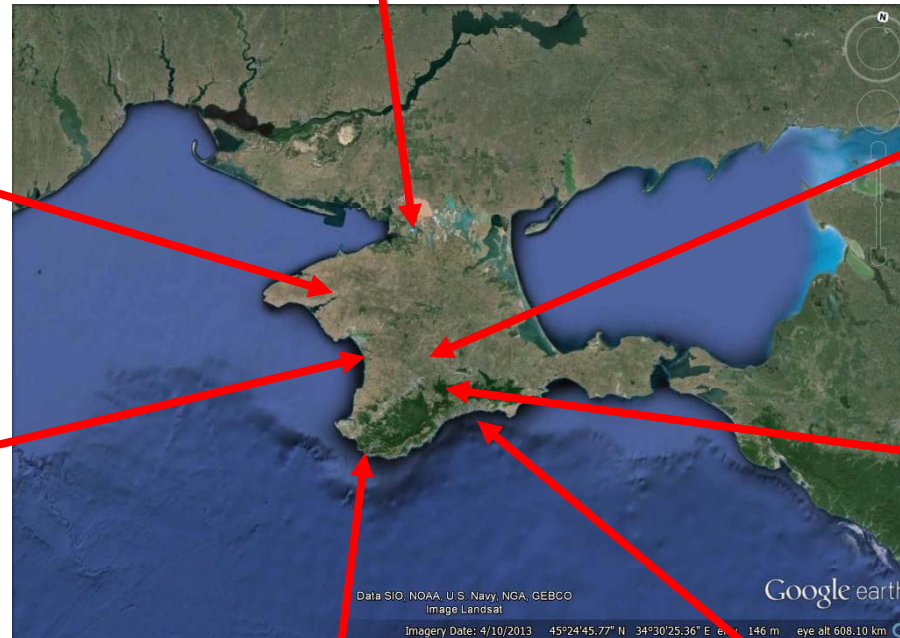 N
Data SIO, NOAA, U.S. Navy, NGA, GEBCO
Image Landsat
Google earth
Imagery Date: 4/10/2013 45°24'45.77" N 34°30'25.36" E 146 m eye alt 608.10 km